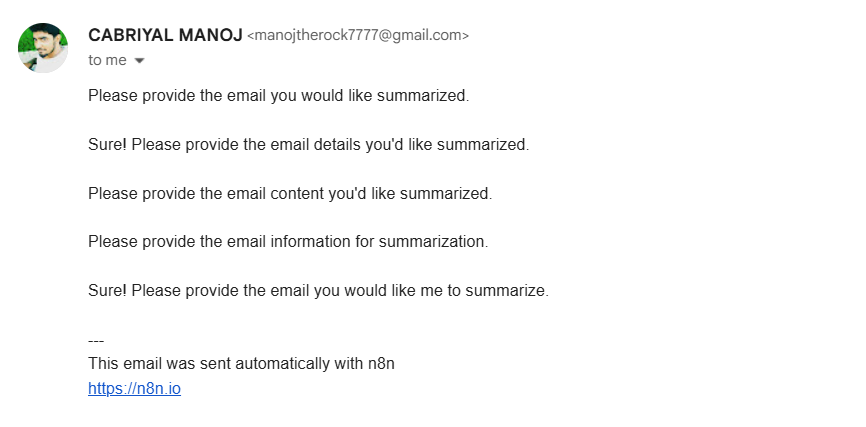 CABRIYAL MANOJ <manojtherock7777@gmail.com>
to me
Please provide the email you would like summarized.
Sure! Please provide the email details you'd like summarized.
Please provide the email content you'd like summarized.
Please provide the email information for summarization.
Sure! Please provide the email you would like me to summarize.
---
This email was sent automatically with n8n
https://n8n.io